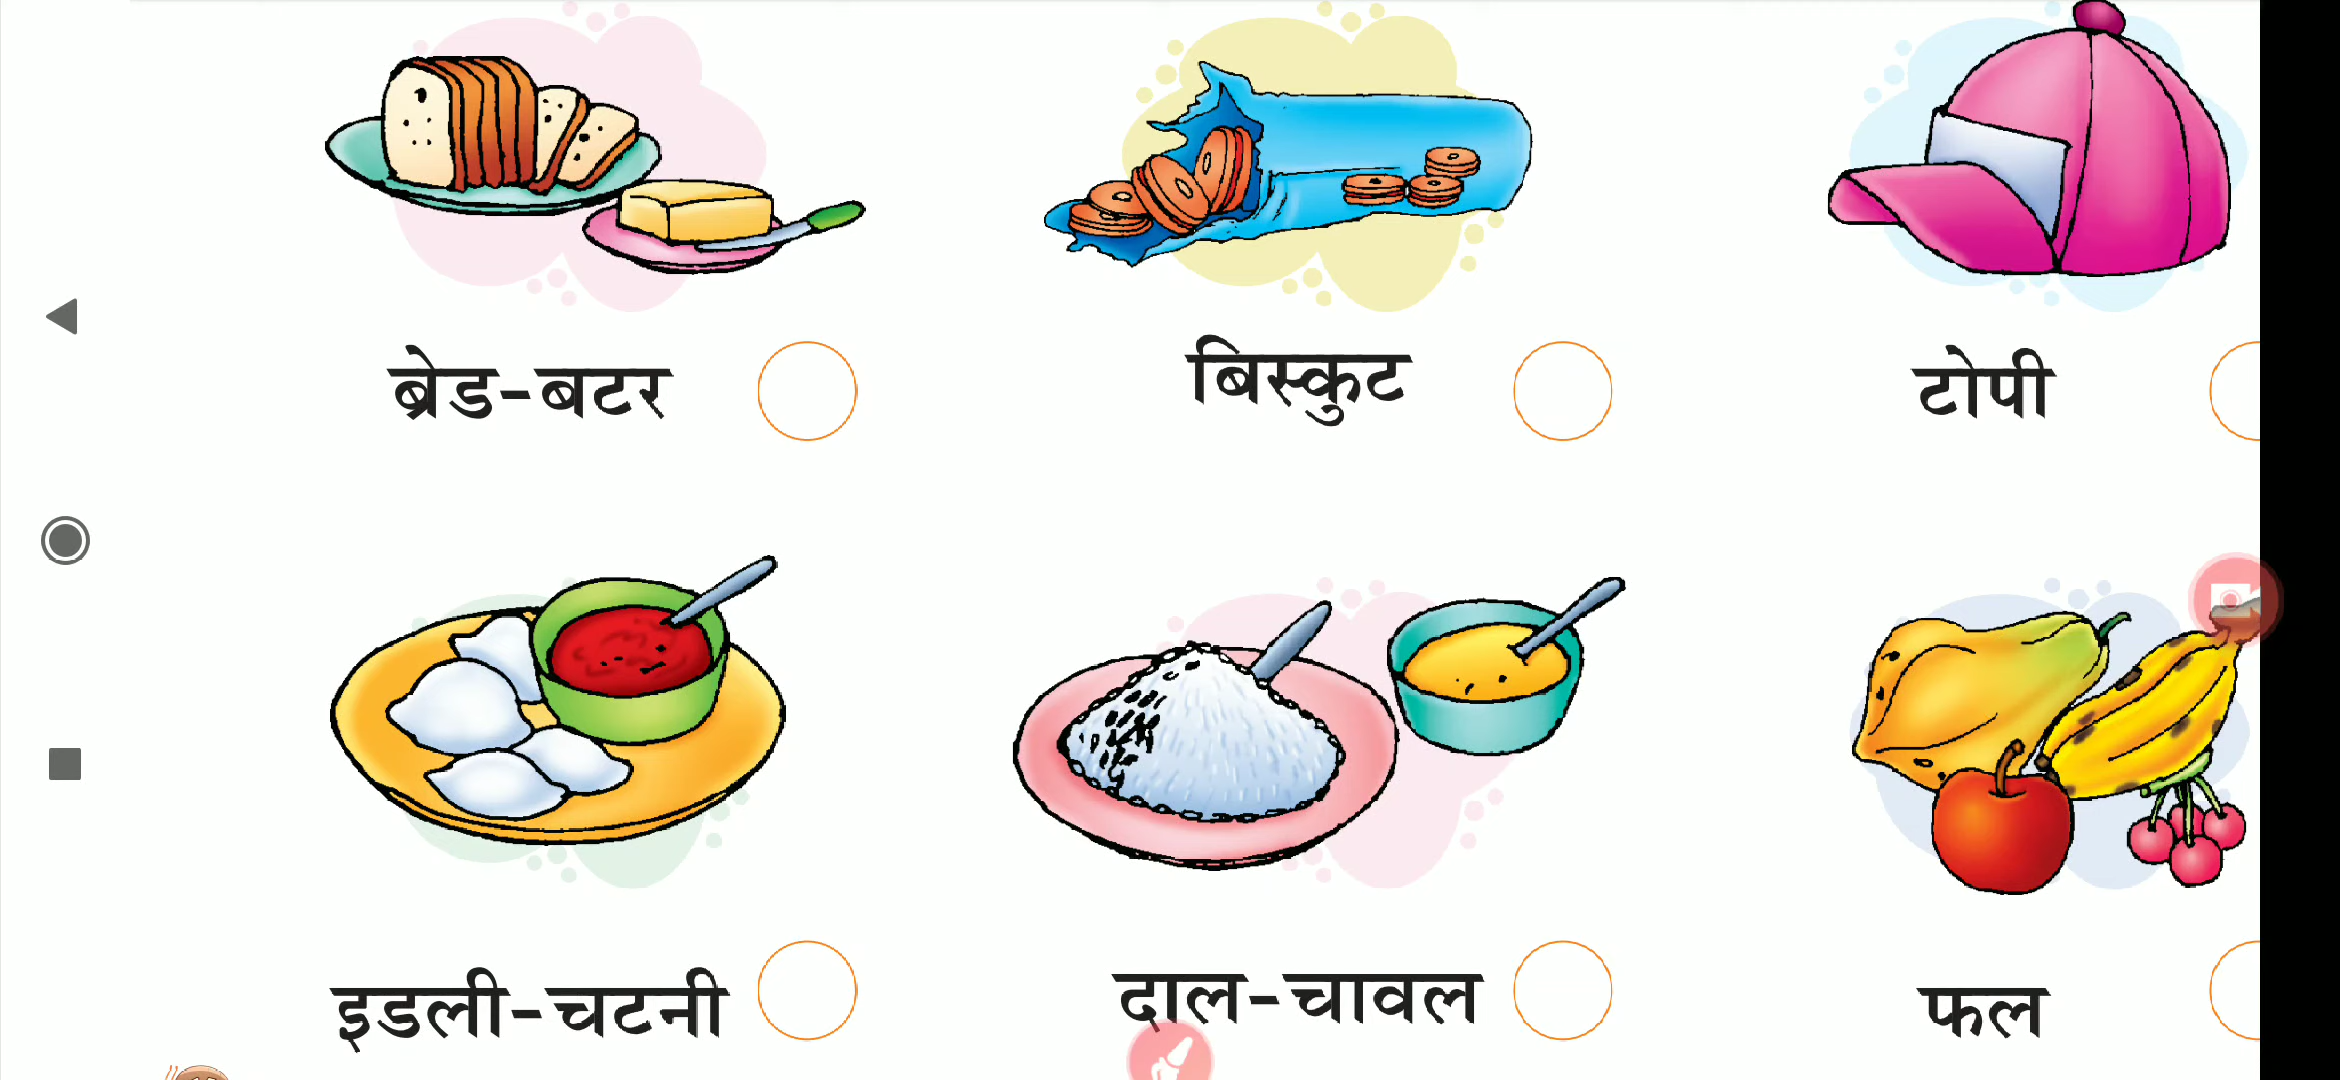 ब्रेड-बटर
बिस्कुट
टोपी
इडली-चटनी
दाल-चावल
फल